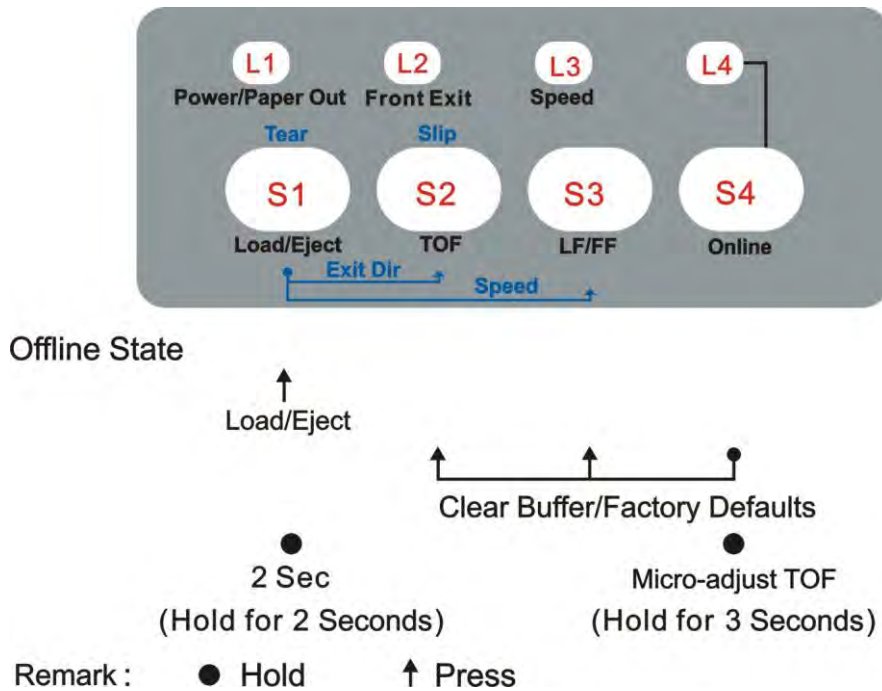 L1 L2 L3 L4
Power/Paper Out Front Exit Speed
Tear Slip
S1 S2 S3 S4
Load/Eject TOF LF/FF Online
Exit Dir
Speed
Offline State
Load/Eject
Clear Buffer/Factory Defaults
2 Sec Micro-adjust TOF
(Hold for 2 Seconds) (Hold for 3 Seconds)
Remark : Hold Press